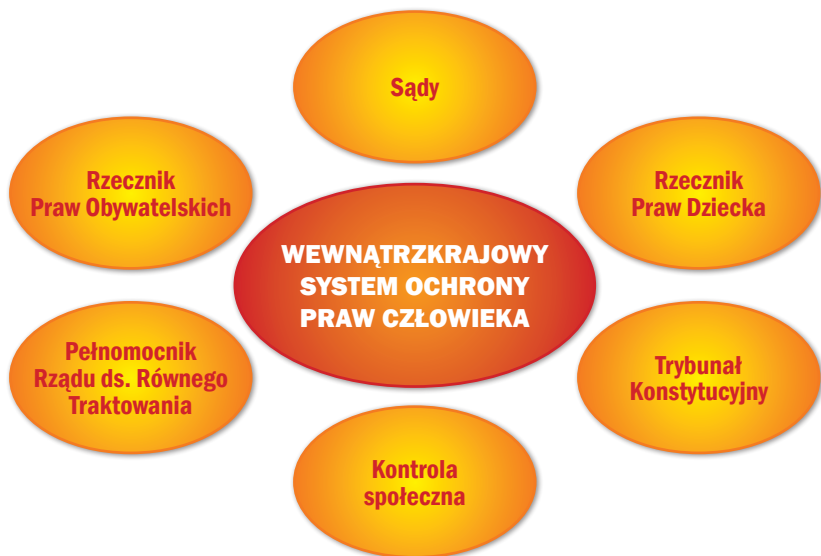 Sądy
Rzecznik
Praw Obywatelskich
Rzecznik
Praw Dziecka
WEWNĄTRZKRAJOWY
SYSTEM OCHRONY
PRAW CZŁOWIEKA
Pełnomocnik
Rządu ds. Równego
Traktowania
Trybunał
Konstytucyjny
Kontrola
społeczna